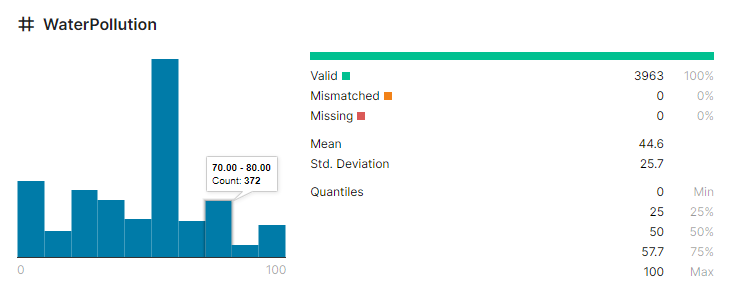 # WaterPollution
70.00 - 80.00
Count: 372
0 100
Valid 3963 100%
Mismatched 0 0%
Missing 0 0%
Mean 44.6
Std. Deviation 25.7
Quantiles 0 Min
25 25%
50 50%
57.7 75%
100 Max